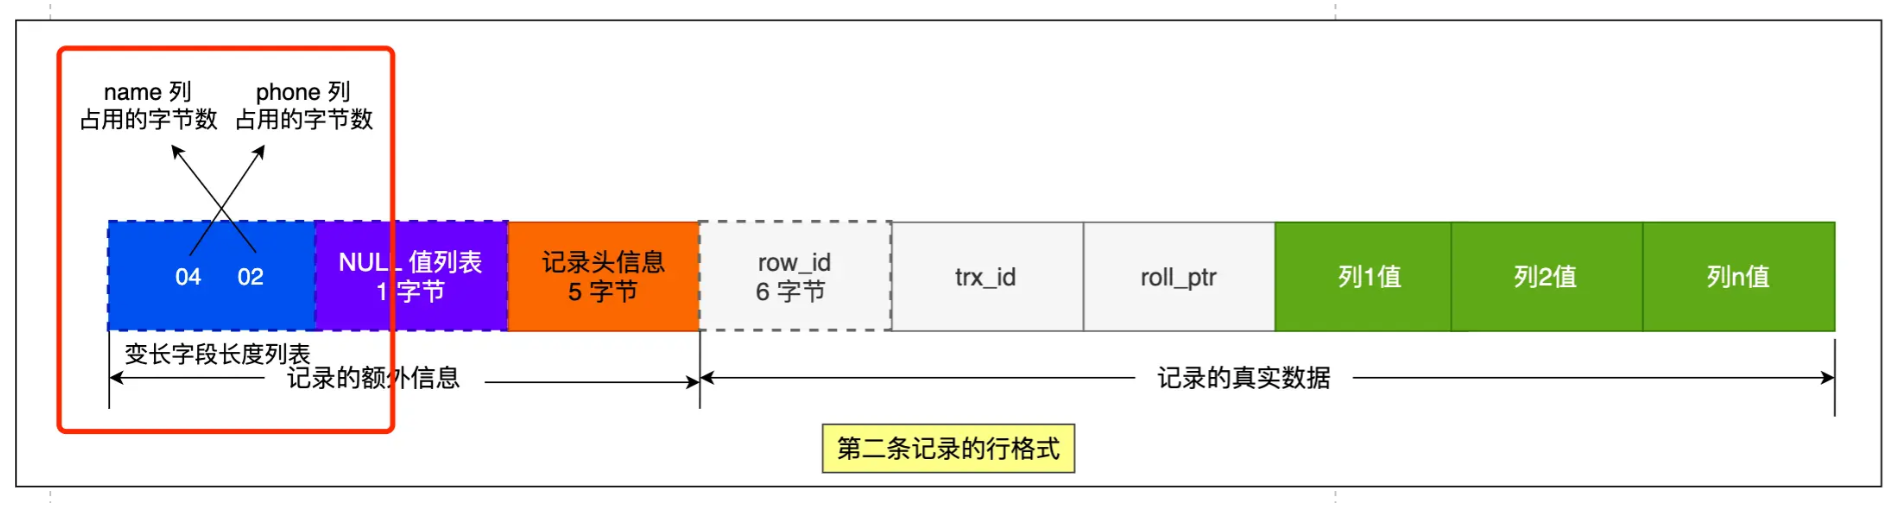 name 列
占用的字节数
phone 列
占用的字节数
04 02
NULL 值列表
1 字节
记录头信息
5 字节
row_id
6 字节
trx_id
roll_ptr
列1值
列2值
列n值
变长字段长度列表
记录的额外信息
记录的真实数据
第二条记录的行格式